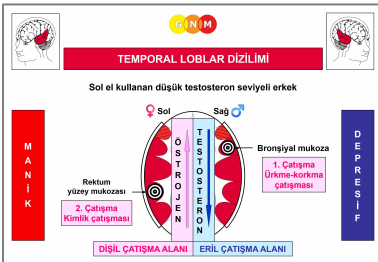 GNM
TEMPORAL LOBLAR DİZİLİMİ
Sol el kullanan düşük testosteron seviyeli erkek
♀ Sol
Sağ ♂
MANİK
DEPRESİF
ÖSTROJEN
TESTOSTERON
Bronşiyal mukoza
1. Çatışma
Ürkme-korkma
çatışması
Rektum
yüzey mukozası
2. Çatışma
Kimlik çatışması
DİŞİL ÇATIŞMA ALANI
ERİL ÇATIŞMA ALANI